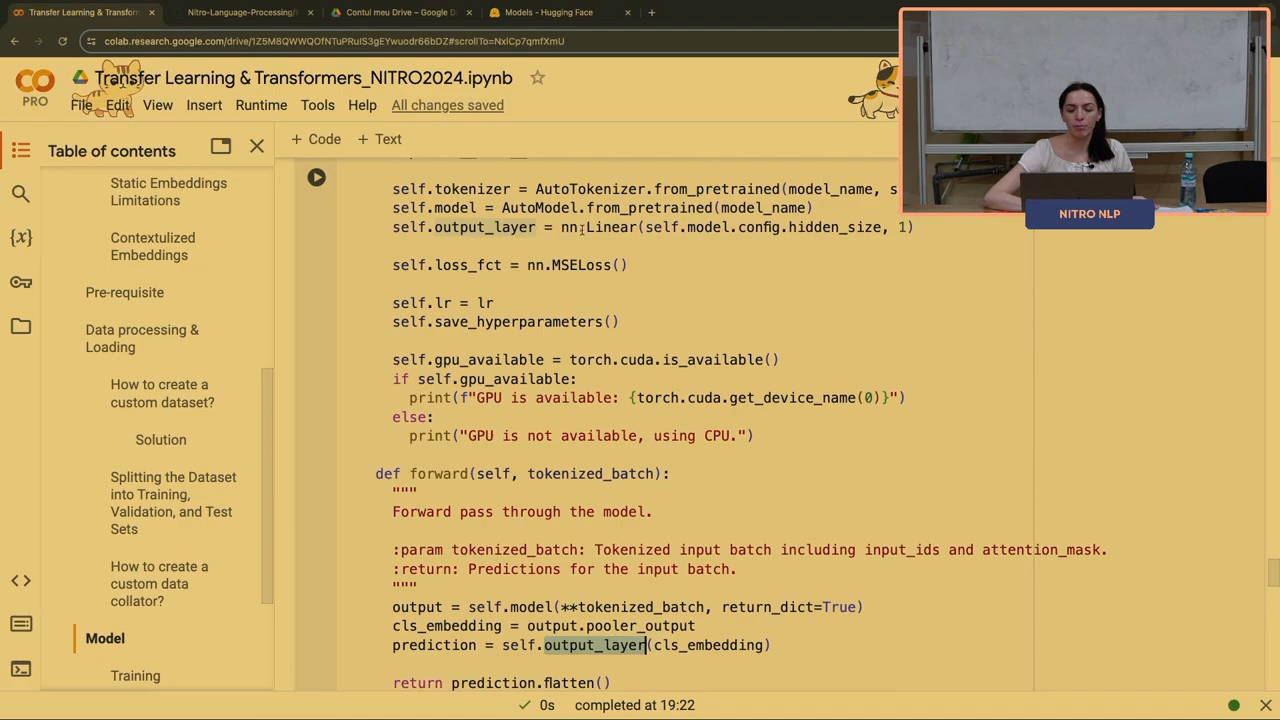 Transfer Learning & Transform
Nitro-Language-Processing/
Contul meu Drive – Google D
Models - Hugging Face
colab.research.google.com/drive/1Z5M8QWWQOfNTuPRuIS3gEYwuodr66bDZ#scrollTo=NxlCp7qmfXmU
Transfer Learning & Transformers_NITRO2024.ipynb
PRO
File Edit View Insert Runtime Tools Help All changes saved
Table of contents
+ Code + Text
Static Embeddings
Limitations
Contextulized
Embeddings
Pre-requisite
Data processing &
Loading
How to create a
custom dataset?
Solution
Splitting the Dataset
into Training,
Validation, and Test
Sets
How to create a
custom data
collator?
Model
Training
self.tokenizer = AutoTokenizer.from_pretrained(model_name, s
self.model = AutoModel.from_pretrained(model_name)
self.output_layer = nn.Linear(self.model.config.hidden_size, 1)
self.loss_fct = nn.MSELoss()
self.lr = lr
self.save_hyperparameters()
self.gpu_available = torch.cuda.is_available()
if self.gpu_available:
print(f"GPU is available: {torch.cuda.get_device_name(0)}")
else:
print("GPU is not available, using CPU.")
def forward(self, tokenized_batch):
"""
Forward pass through the model.
:param tokenized_batch: Tokenized input batch including input_ids and attention_mask.
:return: Predictions for the input batch.
"""
output = self.model(**tokenized_batch, return_dict=True)
cls_embedding = output.pooler_output
prediction = self.output_layer(cls_embedding)
return prediction.flatten()
NITRO NLP
0s completed at 19:22